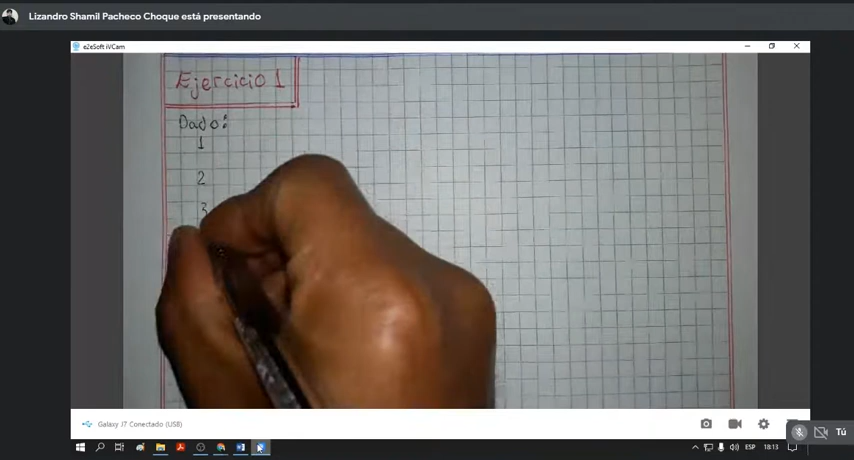 Lizandro Shamil Pacheco Choque está presentando
e2eSoft iVCam
Ejercicio 1
Dado:
1
2
3
Galaxy J7 Conectado (USB)
Tú
ESP
18:13